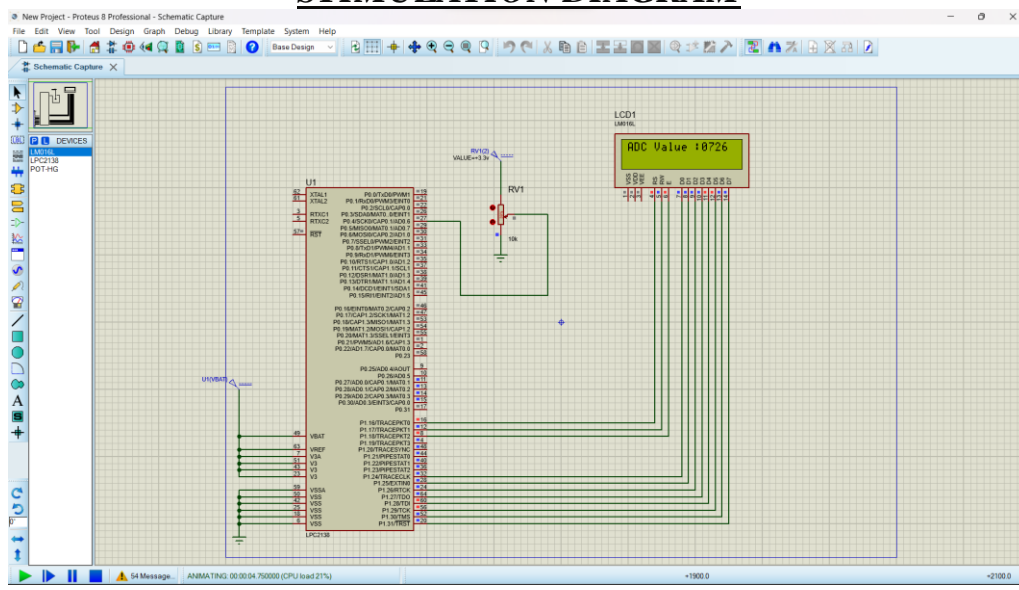 STIMULATION DIAGRAM
New Project - Proteus 8 Professional - Schematic Capture
File Edit View Tool Design Graph Debug Library Template System Help
Base Design
Schematic Capture
P L DEVICES
LM016L
LPC2138
POT-HG
LCD1
LM016L
ADC Value :0726
VSS VDD VEE RS RW E D0 D1 D2 D3 D4 D5 D6 D7
RV1(2)
VALUE=+3.3v
RV1
10k
U1
XTAL1
XTAL2
RTXC1
RTXC2
RST
P0.0/TxD0/PWM1
P0.1/RxD0/PWM3/EINT0
P0.2/SCL0/CAP0.0
P0.3/SDA0/MAT0.0/EINT1
P0.4/SCK0/CAP0.1/AD0.6
P0.5/MISO0/MAT0.1/AD0.7
P0.6/MOSI0/CAP0.2/AD1.0
P0.7/SSEL0/PWM2/EINT2
P0.8/TxD1/PWM4/AD1.1
P0.9/RxD1/PWM6/EINT3
P0.10/RTS1/CAP1.0/AD1.2
P0.11/CTS1/CAP1.1/SCL1
P0.12/DSR1/MAT1.0/AD1.3
P0.13/DTR1/MAT1.1/AD1.4
P0.14/DCD1/EINT1/SDA1
P0.15/RI1/EINT2/AD1.5
P0.16/EINT0/MAT0.2/CAP0.2
P0.17/CAP1.2/SCK1/MAT1.2
P0.18/CAP1.3/MISO1/MAT1.3
P0.19/MAT1.2/MOSI1/CAP1.2
P0.20/MAT1.3/SSEL1/EINT3
P0.21/PWM5/AD1.6/CAP1.3
P0.22/AD1.7/CAP0.0/MAT0.0
P0.23
P0.25/AD0.4/AOUT
P0.26/AD0.5
P0.27/AD0.0/CAP0.1/MAT0.1
P0.28/AD0.1/CAP0.2/MAT0.2
P0.29/AD0.2/CAP0.3/MAT0.3
P0.30/AD0.3/EINT3/CAP0.0
P0.31
U1(VBAT)
VBAT
VREF
V3A
V3
V3
V3
VSSA
VSS
VSS
VSS
VSS
VSS
P1.16/TRACEPKT0
P1.17/TRACEPKT1
P1.18/TRACEPKT2
P1.19/TRACEPKT3
P1.20/TRACESYNC
P1.21/PIPESTAT0
P1.22/PIPESTAT1
P1.23/PIPESTAT2
P1.24/TRACECLK
P1.25/EXTIN0
P1.26/RTCK
P1.27/TDO
P1.28/TDI
P1.29/TCK
P1.30/TMS
P1.31/TRST
LPC2138
54 Message.. ANIMATING: 00:00:04.750000 (CPU load 21%) +1900.0 +2100.0